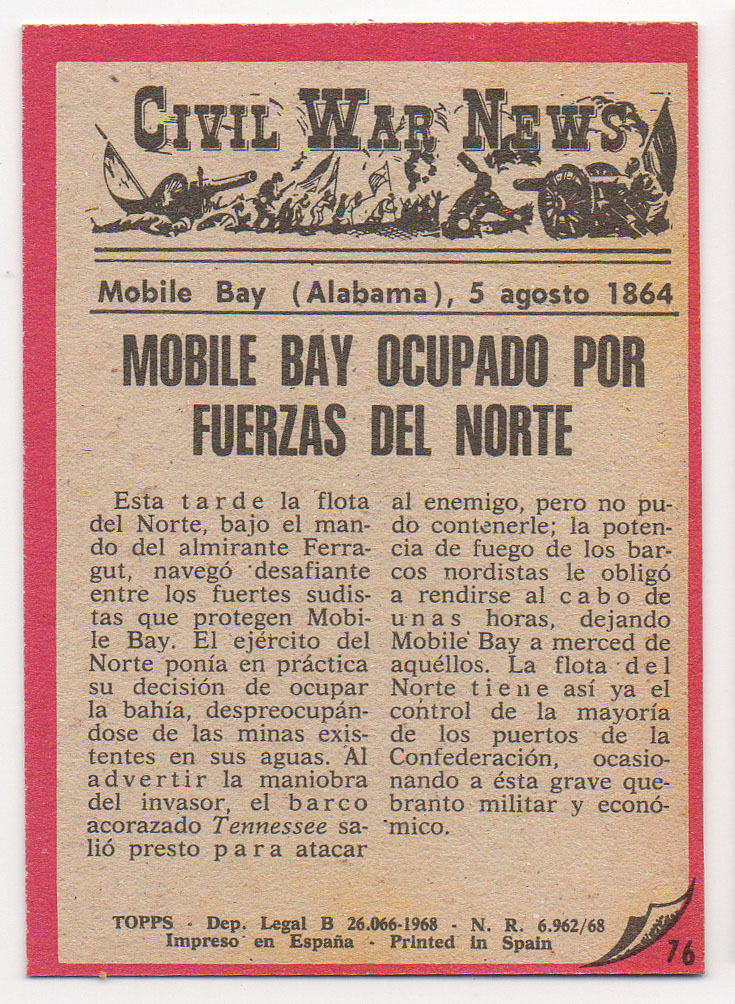 CIVIL WAR NEWS
Mobile Bay (Alabama), 5 agosto 1864
MOBILE BAY OCUPADO POR
FUERZAS DEL NORTE
Esta tarde la flota
del Norte, bajo el man-
do del almirante Ferra-
gut, navegó desafiante
entre los fuertes sudis-
tas que protegen Mobi-
le Bay. El ejército del
Norte ponía en práctica
su decisión de ocupar
la bahía, despreocupán-
dose de las minas exis-
tentes en sus aguas. Al
advertir la maniobra
del invasor, el barco
acorazado Tennessee sa-
lió presto para atacar
al enemigo, pero no pu-
do contenerle; la poten-
cia de fuego de los bar-
cos nordistas le obligó
a rendirse al cabo de
unas horas, dejando
Mobile Bay a merced de
aquéllos. La flota del
Norte tiene así ya el
control de la mayoría
de los puertos de la
Confederación, ocasio-
nando a ésta grave que-
branto militar y econó-
mico.
TOPPS - Dep. Legal B 26.066-1968 - N. R. 6.962/68
Impreso en España - Printed in Spain
76